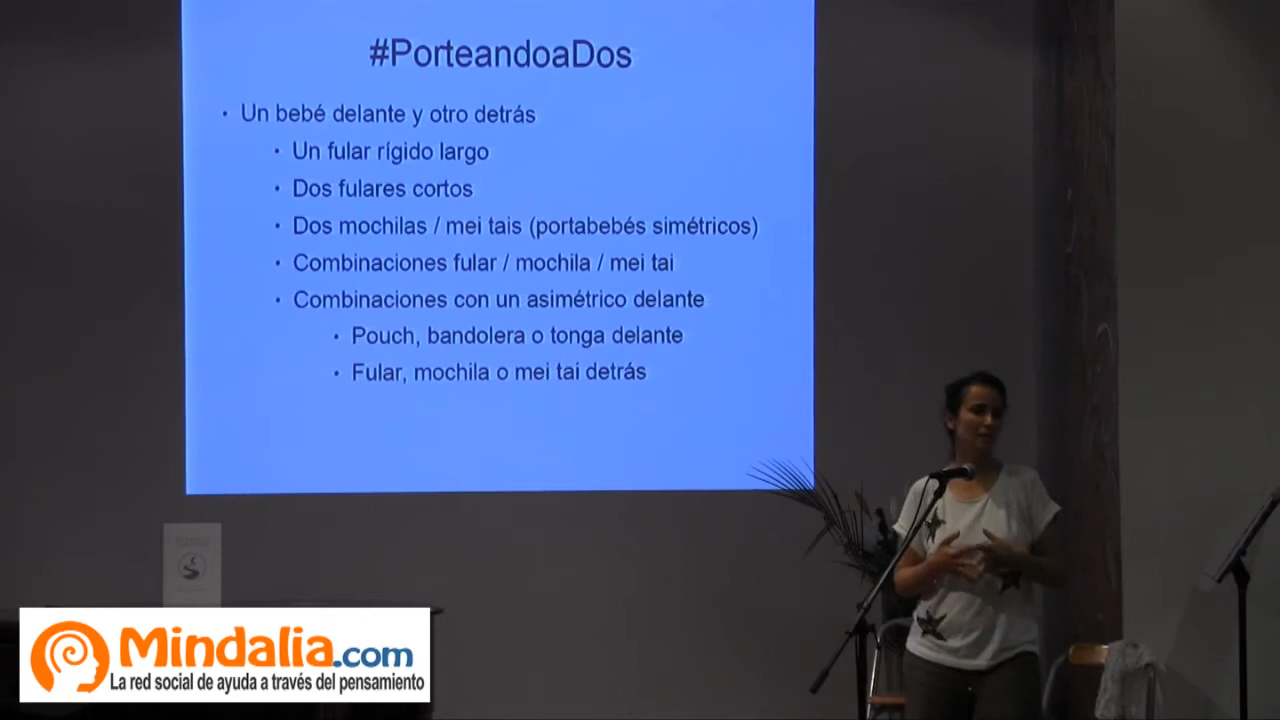 #PorteandoaDos
• Un bebé delante y otro detrás
• Un fular rígido largo
• Dos fulares cortos
• Dos mochilas / mei tais (portabebés simétricos)
• Combinaciones fular / mochila / mei tai
• Combinaciones con un asimétrico delante
• Pouch, bandolera o tonga delante
• Fular, mochila o mei tai detrás
Mindalia.com
La red social de ayuda a través del pensamiento